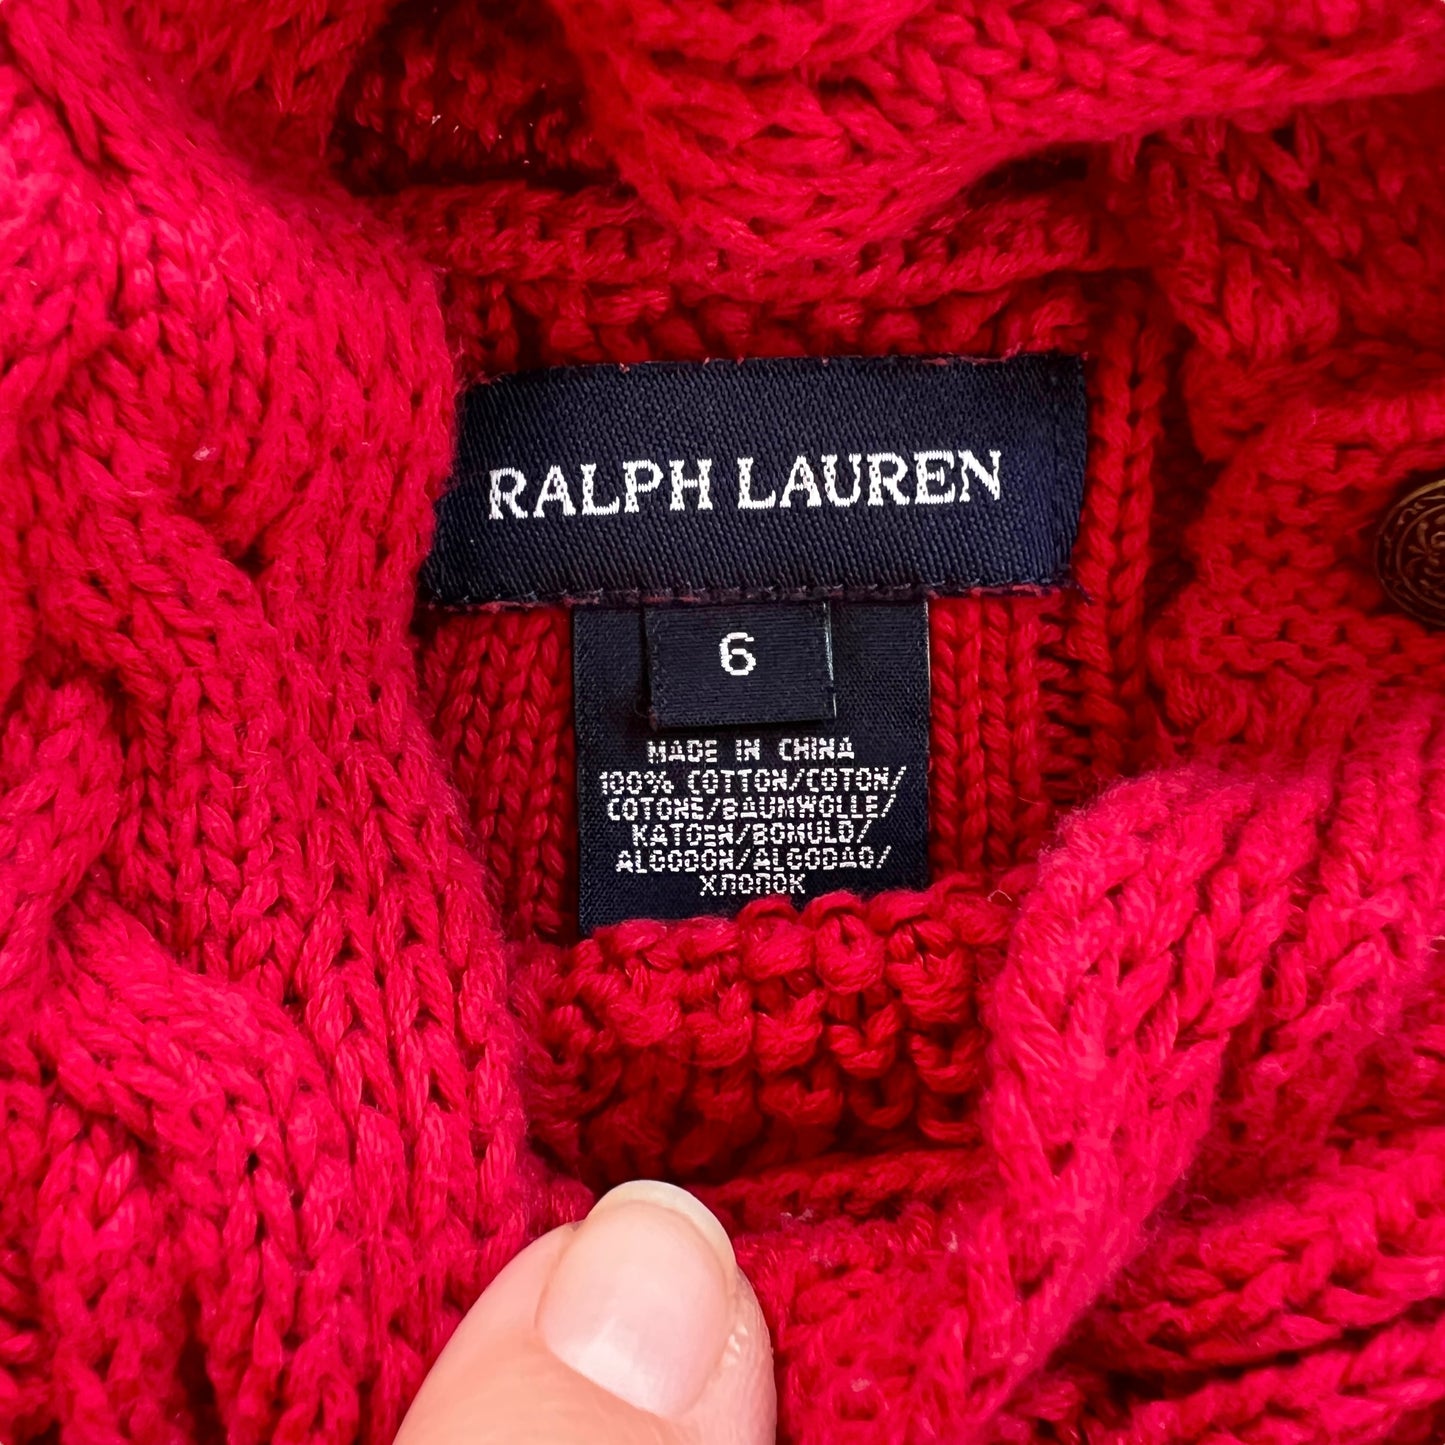 RALPH LAUREN
6
MADE IN CHINA
100% COTTON/COTON/
COTONE/BAUMWOLLE/
KATOEN/BOMULD/
ALGODON/ALGODAO/
ХЛОПОК